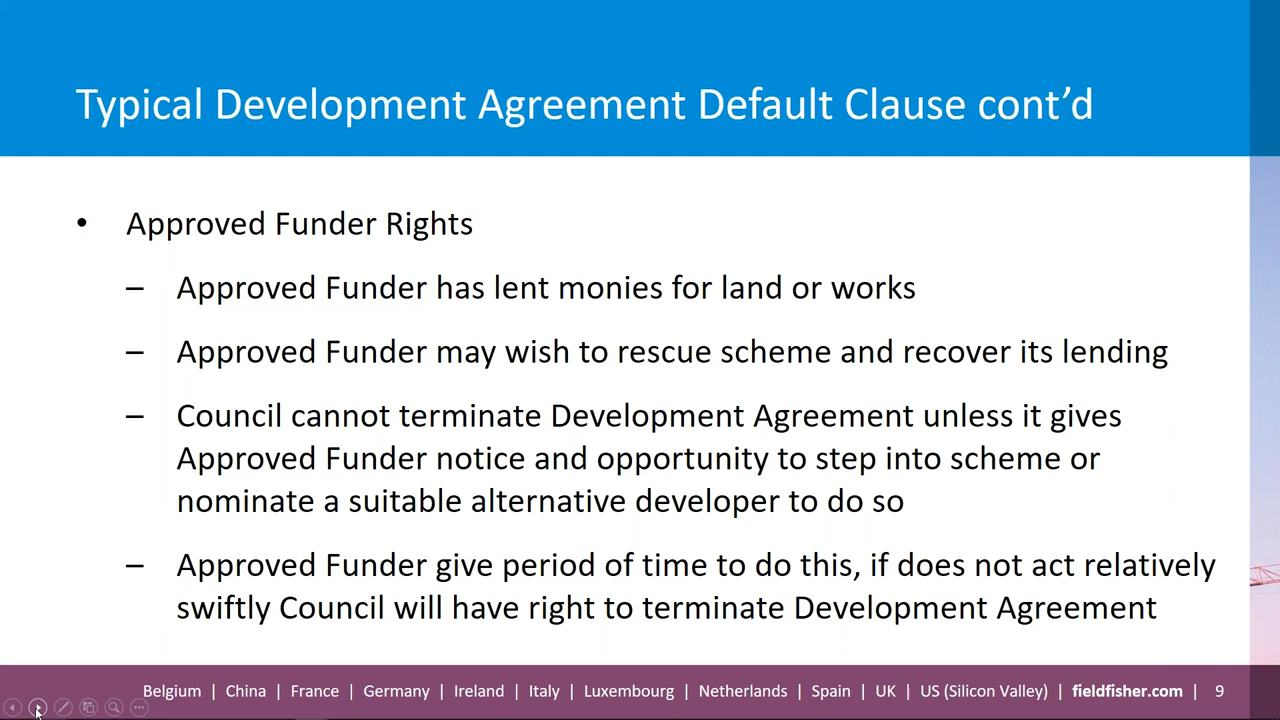 Typical Development Agreement Default Clause cont’d
• Approved Funder Rights
– Approved Funder has lent monies for land or works
– Approved Funder may wish to rescue scheme and recover its lending
– Council cannot terminate Development Agreement unless it gives
Approved Funder notice and opportunity to step into scheme or
nominate a suitable alternative developer to do so
– Approved Funder give period of time to do this, if does not act relatively
swiftly Council will have right to terminate Development Agreement
Belgium | China | France | Germany | Ireland | Italy | Luxembourg | Netherlands | Spain | UK | US (Silicon Valley) | fieldfisher.com | 9